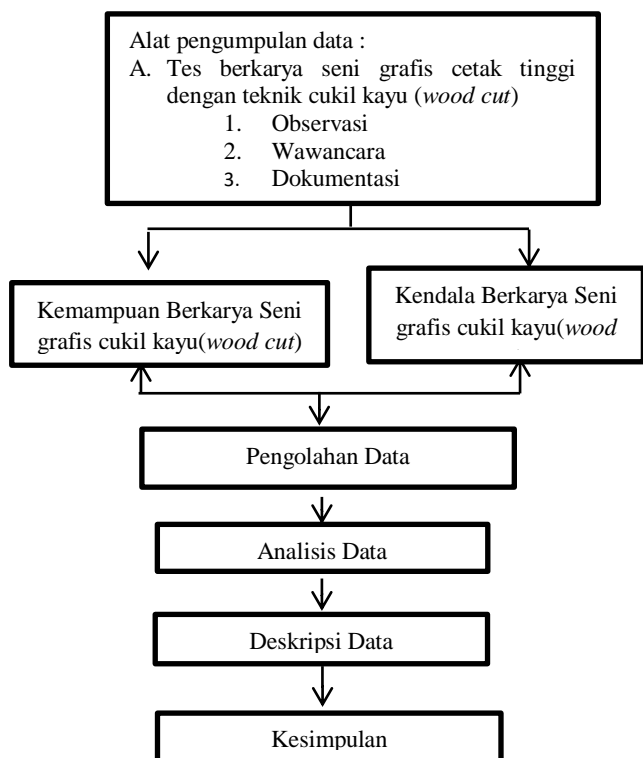 Alat pengumpulan data :
A. Tes berkarya seni grafis cetak tinggi
dengan teknik cukil kayu (wood cut)
1. Observasi
2. Wawancara
3. Dokumentasi
Kemampuan Berkarya Seni
grafis cukil kayu(wood cut)
Kendala Berkarya Seni
grafis cukil kayu(wood
Pengolahan Data
Analisis Data
Deskripsi Data
Kesimpulan